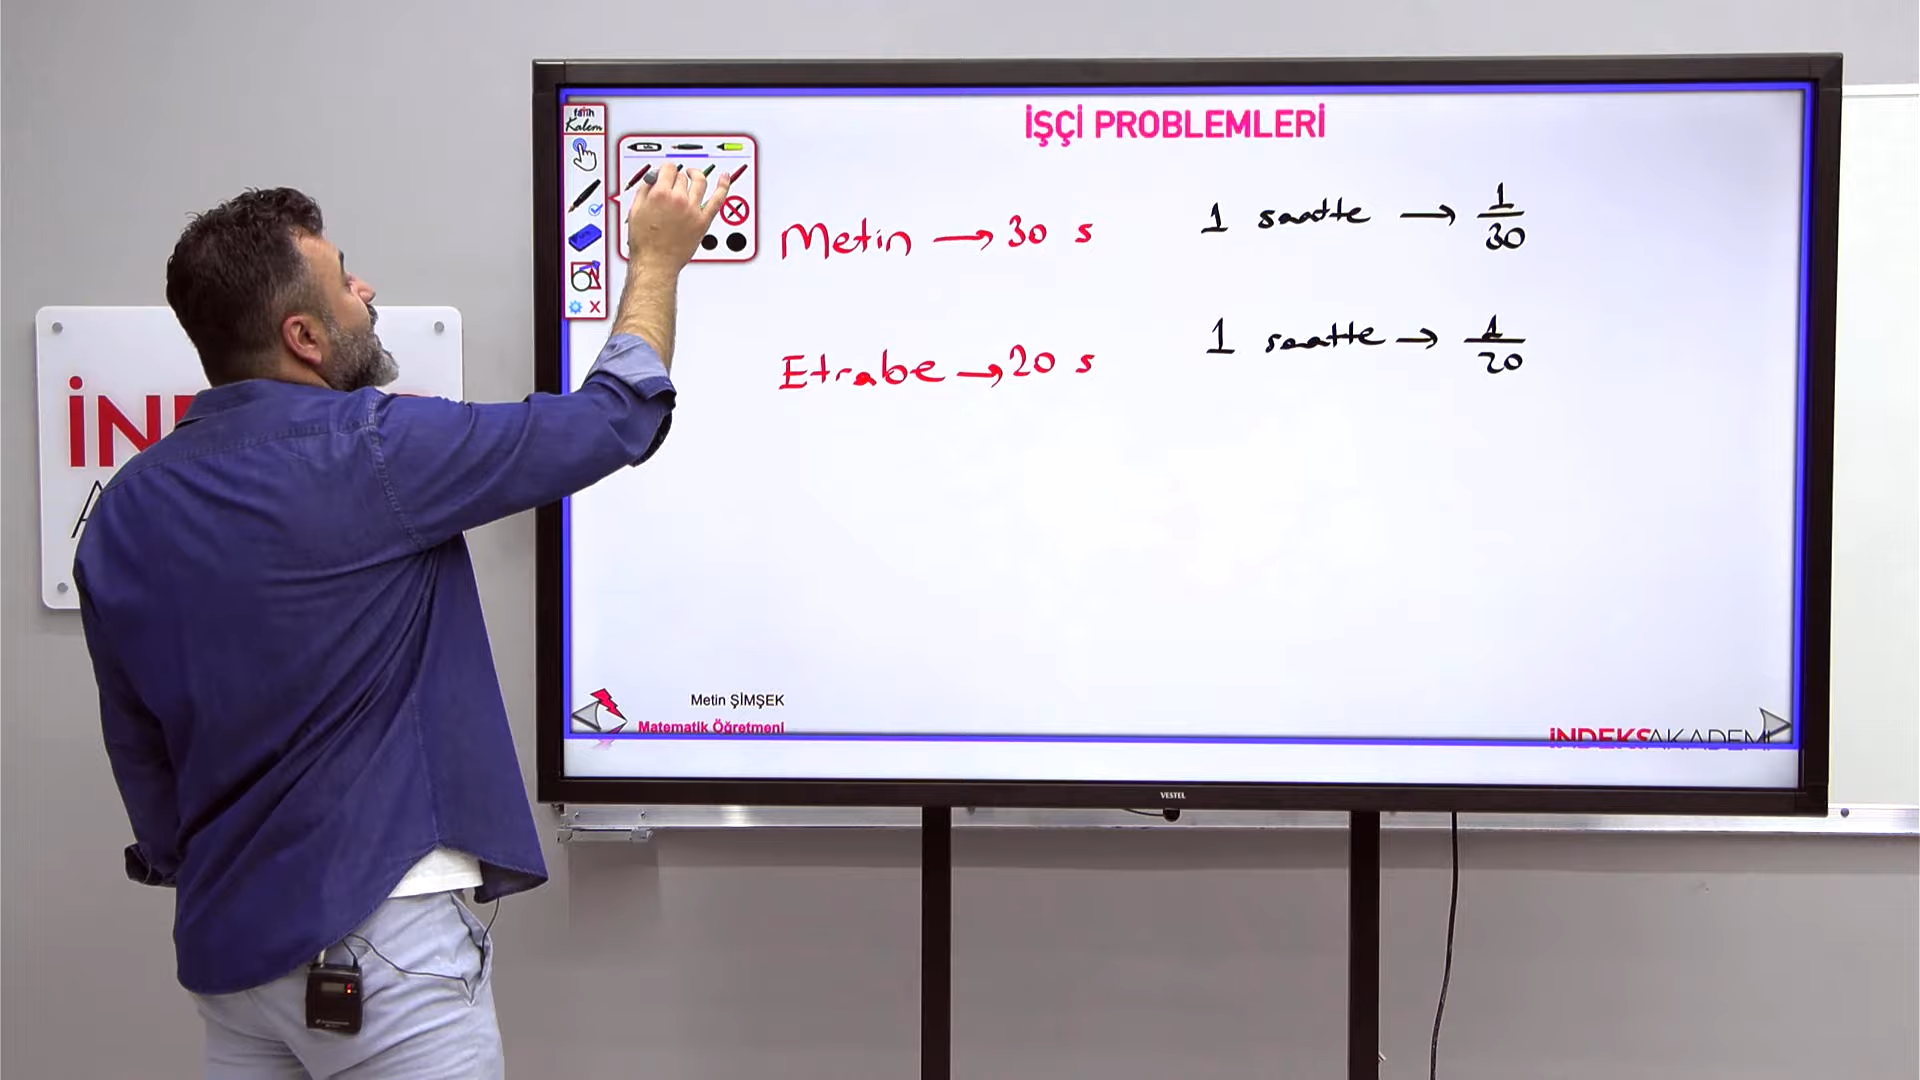 İŞÇİ PROBLEMLERİ
fatih
Kalem
Metin → 30 s
1 saatte → 1/30
Etrabe → 20 s
1 saatte → 1/20
Metin ŞİMŞEK
Matematik Öğretmeni
İNDEKSAKADEMİ
VESTEL